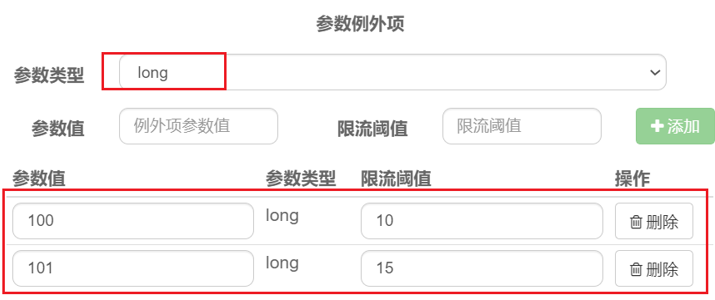 参数例外项
参数类型 long
参数值 例外项参数值 限流阈值 限流阈值 添加
参数值 参数类型 限流阈值 操作
100 long 10 删除
101 long 15 删除